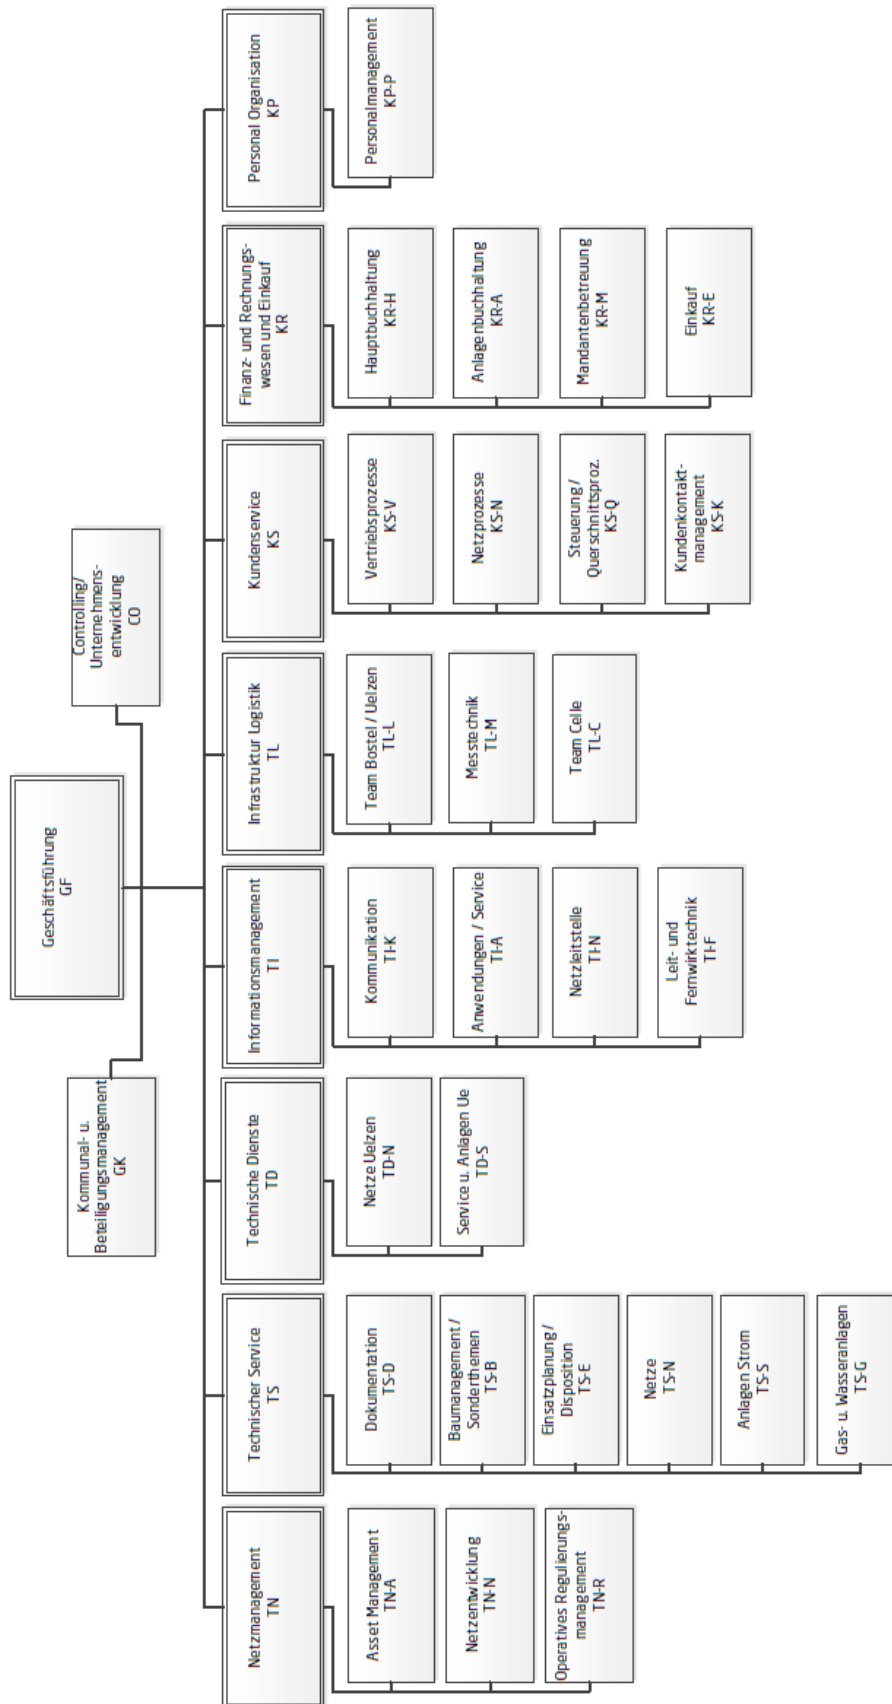 Geschäftsführung
GF
Kommunal- u.
Beteiligungsmanagement
GK
Controlling/
Unternehmens-
entwicklung
CO
Netzmanagement
TN
Asset Management
TN-A
Netzentwicklung
TN-N
Operatives Regulierungs-
management
TN-R
Technischer Service
TS
Dokumentation
TS-D
Baumanagement /
Sonderthemen
TS-B
Einsatzplanung /
Disposition
TS-E
Netze
TS-N
Anlagen Strom
TS-S
Gas- u. Wasseranlagen
TS-G
Technische Dienste
TD
Netze Uelzen
TD-N
Service u. Anlagen Ue
TD-S
Informationsmanagement
TI
Kommunikation
TI-K
Anwendungen / Service
TI-A
Netzleitstelle
TI-N
Leit- und
Fernwirktechnik
TI-F
Infrastruktur Logistik
TL
Team Bostel / Uelzen
TL-L
Messtechnik
TL-M
Team Celle
TL-C
Kundenservice
KS
Vertriebsprozesse
KS-V
Netzprozesse
KS-N
Steuerung /
Querschnittsproz.
KS-Q
Kundenkontakt-
management
KS-K
Finanz- und Rechnungs-
wesen und Einkauf
KR
Hauptbuchhaltung
KR-H
Anlagenbuchhaltung
KR-A
Mandantenbetreuung
KR-M
Einkauf
KR-E
Personal Organisation
KP
Personalmanagement
KP-P